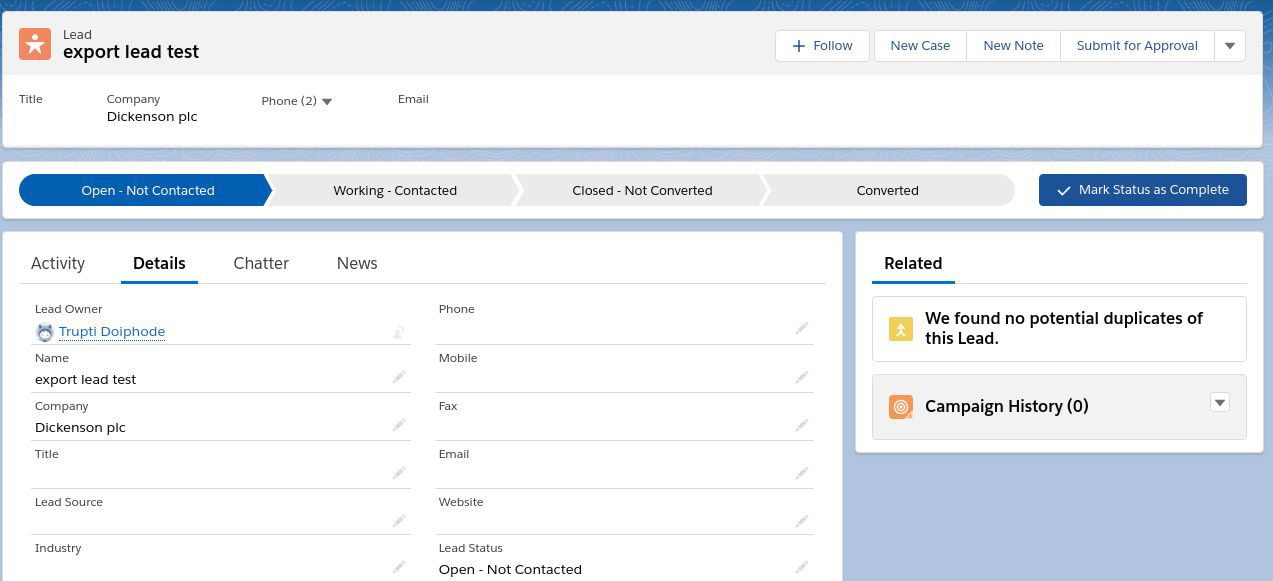 Lead
export lead test
Follow
New Case
New Note
Submit for Approval
Title
Company
Phone (2)
Email
Dickenson plc
Open - Not Contacted
Working - Contacted
Closed - Not Converted
Converted
Mark Status as Complete
Activity
Details
Chatter
News
Lead Owner
Trupti Doiphode
Name
export lead test
Company
Dickenson plc
Title
Lead Source
Industry
Phone
Mobile
Fax
Email
Website
Lead Status
Open - Not Contacted
Related
We found no potential duplicates of
this Lead.
Campaign History (0)